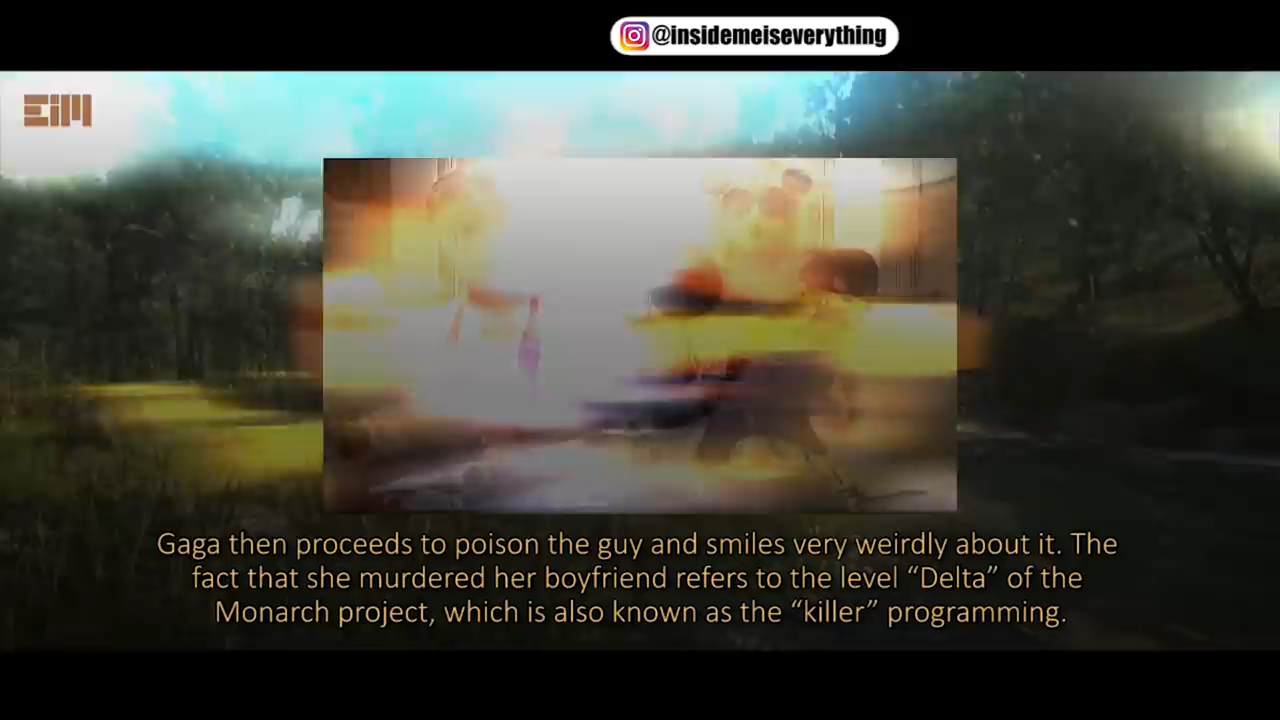 @insidemeiseverything
EiM
Gaga then proceeds to poison the guy and smiles very weirdly about it. The
fact that she murdered her boyfriend refers to the level “Delta” of the
Monarch project, which is also known as the “killer” programming.